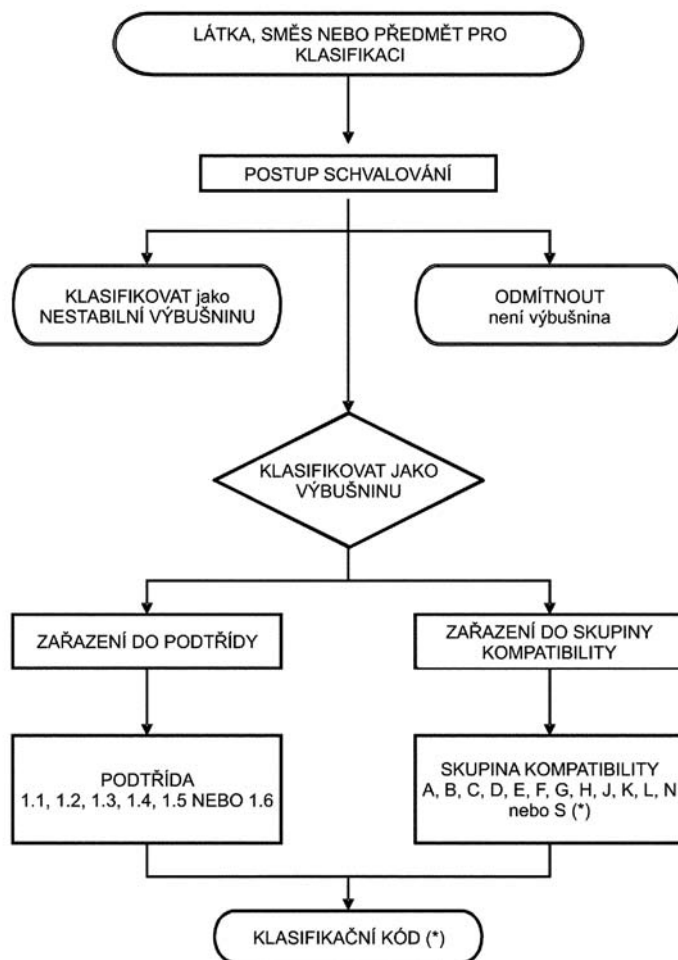 LÁTKA, SMĚS NEBO PŘEDMĚT PRO
KLASIFIKACI
POSTUP SCHVALOVÁNÍ
KLASIFIKOVAT jako
NESTABILNÍ VÝBUŠNINU
ODMÍTNOUT
není výbušnina
KLASIFIKOVAT JAKO
VÝBUŠNINU
ZAŘAZENÍ DO PODTŘÍDY
ZAŘAZENÍ DO SKUPINY
KOMPATIBILITY
PODTŘÍDA
1.1, 1.2, 1.3, 1.4, 1.5 NEBO 1.6
SKUPINA KOMPATIBILITY
A, B, C, D, E, F, G, H, J, K, L, N
nebo S (*)
KLASIFIKAČNÍ KÓD (*)